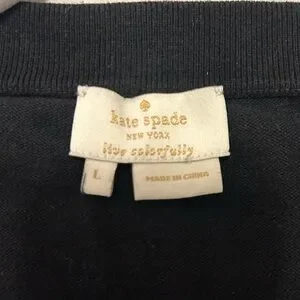 kate spade
NEW YORK
live colorfully
L
MADE IN CHINA